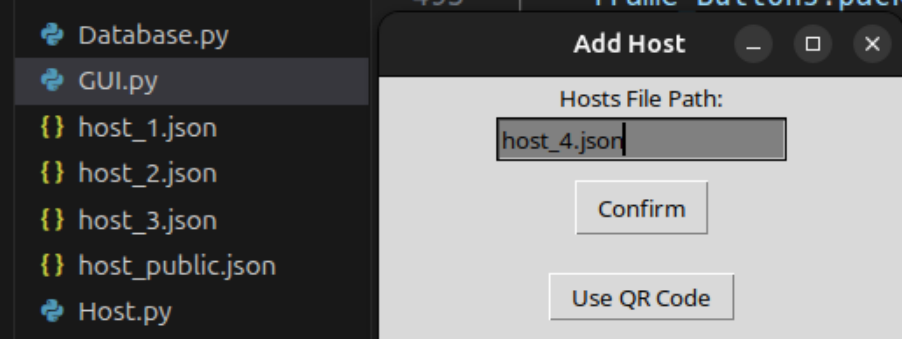 Database.py
GUI.py
{} host_1.json
{} host_2.json
{} host_3.json
{} host_public.json
Host.py
Add Host
Hosts File Path:
host_4.json
Confirm
Use QR Code